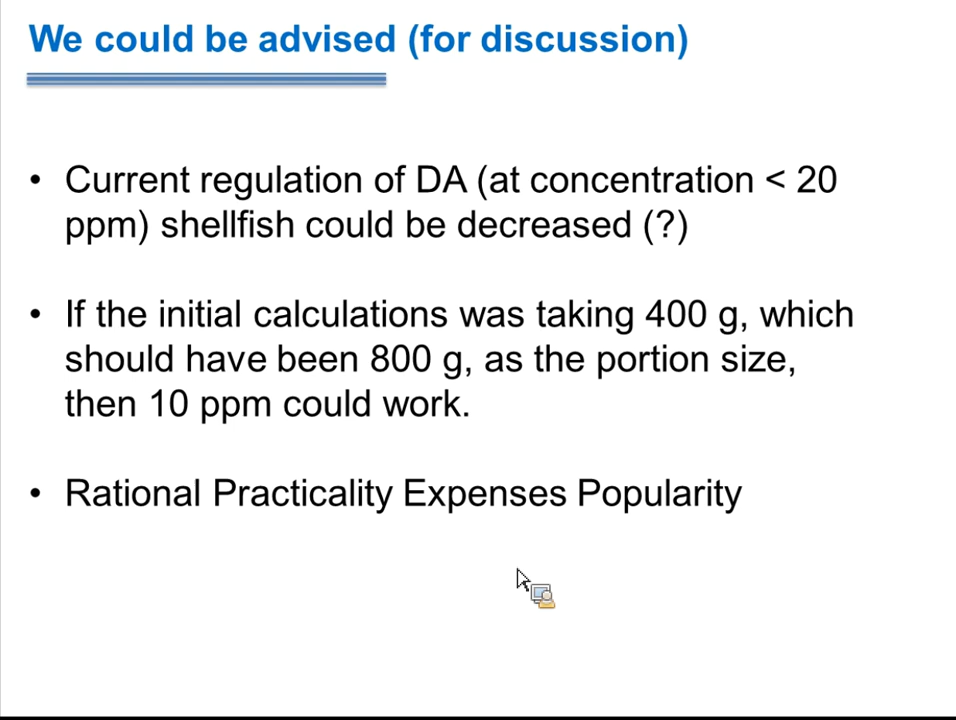 We could be advised (for discussion)
• Current regulation of DA (at concentration < 20
ppm) shellfish could be decreased (?)
• If the initial calculations was taking 400 g, which
should have been 800 g, as the portion size,
then 10 ppm could work.
• Rational Practicality Expenses Popularity